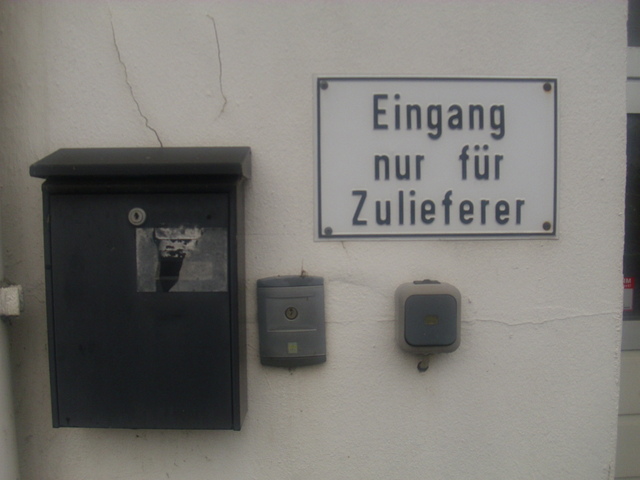 Eingang
nur für
Zulieferer